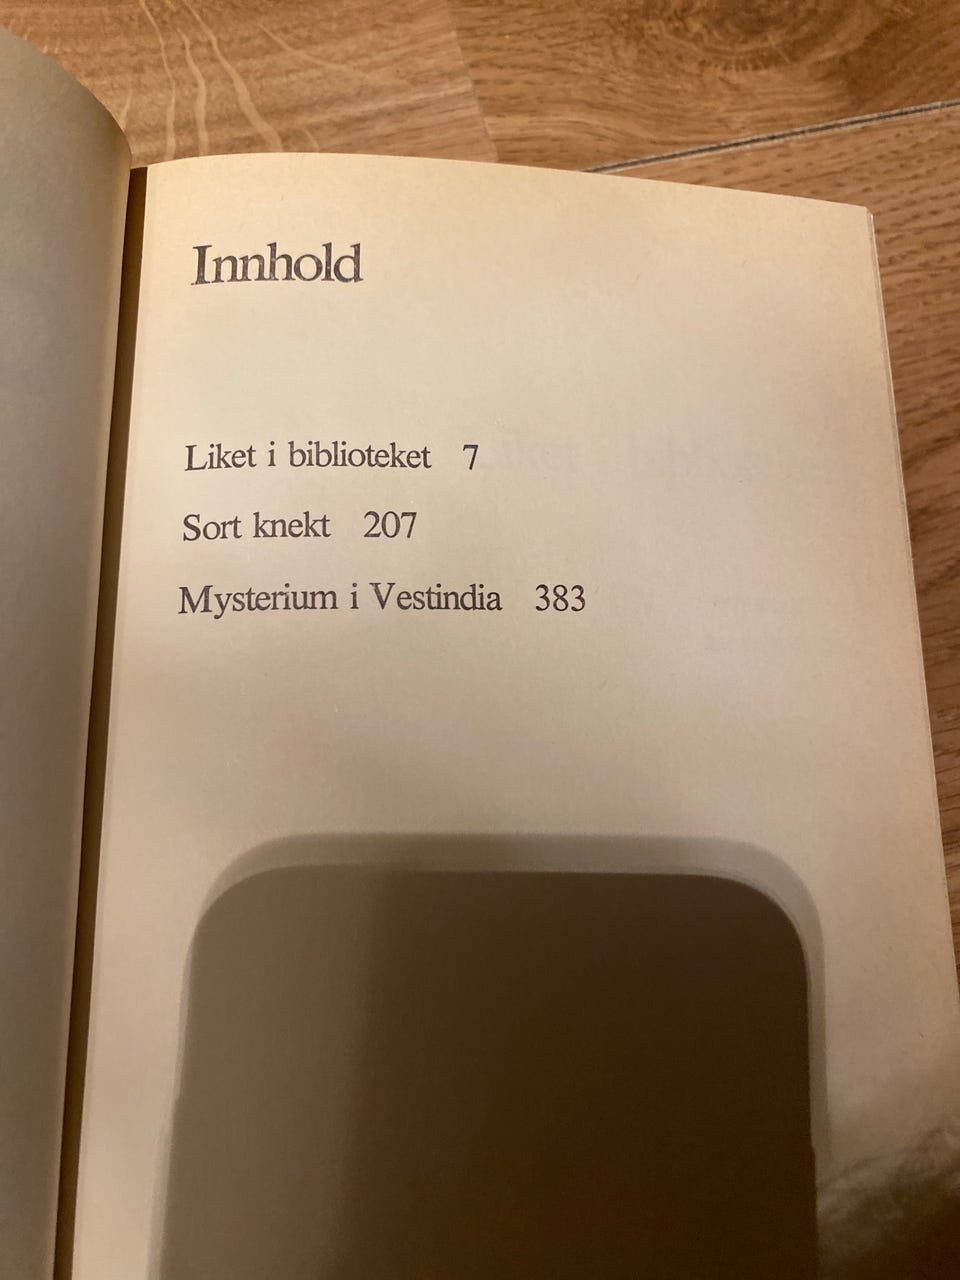 Innhold
Liket i biblioteket 7
Sort knekt 207
Mysterium i Vestindia 383